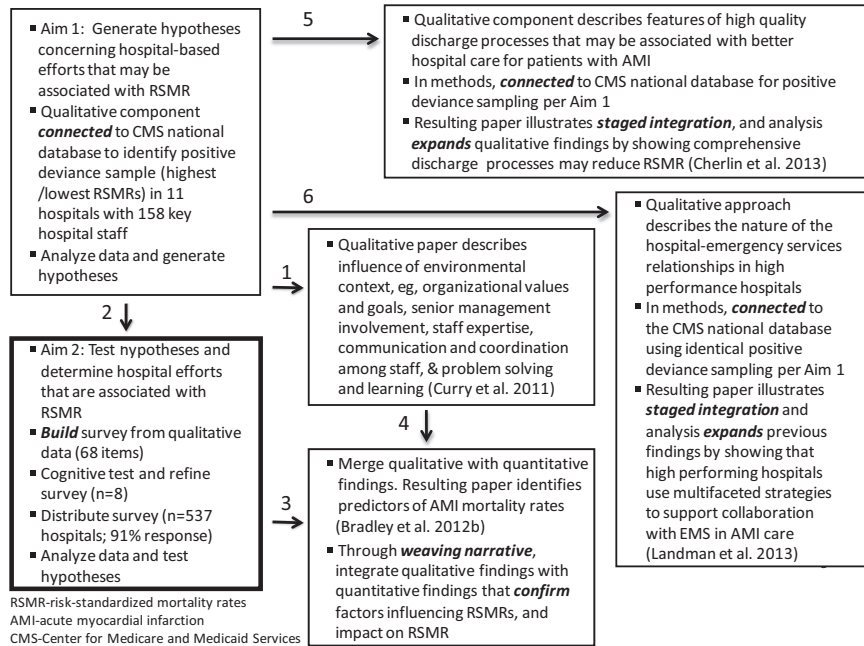 ▪ Aim 1:  Generate hypotheses
concerning hospital-based
efforts that may be
associated with RSMR
▪ Qualitative component
connected to CMS national
database to identify positive
deviance sample (highest
/lowest RSMRs) in 11
hospitals with 158 key
hospital staff
▪ Analyze data and generate
hypotheses
5
▪ Qualitative component describes features of high quality
discharge processes that may be associated with better
hospital care for patients with AMI
▪ In methods, connected to CMS national database for positive
deviance sampling per Aim 1
▪ Resulting paper illustrates staged integration, and analysis
expands qualitative findings by showing comprehensive
discharge processes may reduce RSMR (Cherlin et al. 2013)
6
▪ Qualitative approach
describes the nature of the
hospital-emergency services
relationships in high
performance hospitals
▪ In methods, connected to
the CMS national database
using identical positive
deviance sampling per Aim 1
▪ Resulting paper illustrates
staged integration and
analysis expands previous
findings by showing that
high performing hospitals
use multifaceted strategies
to support collaboration
with EMS in AMI care
(Landman et al. 2013)
1
▪ Qualitative paper describes
influence of environmental
context, eg, organizational values
and goals, senior management
involvement, staff expertise,
communication and coordination
among staff, & problem solving
and learning (Curry et al. 2011)
2
▪ Aim 2: Test hypotheses and
determine hospital efforts
that are associated with
RSMR
▪ Build survey from qualitative
data (68 items)
▪ Cognitive test and refine
survey (n=8)
▪ Distribute survey (n=537
hospitals; 91% response)
▪ Analyze data and test
hypotheses
3
4
▪ Merge qualitative with quantitative
findings. Resulting paper identifies
predictors of AMI mortality rates
(Bradley et al. 2012b)
▪ Through weaving narrative,
integrate qualitative findings with
quantitative findings that confirm
factors influencing RSMRs, and
impact on RSMR
RSMR-risk-standardized mortality rates
AMI-acute myocardial infarction
CMS-Center for Medicare and Medicaid Services